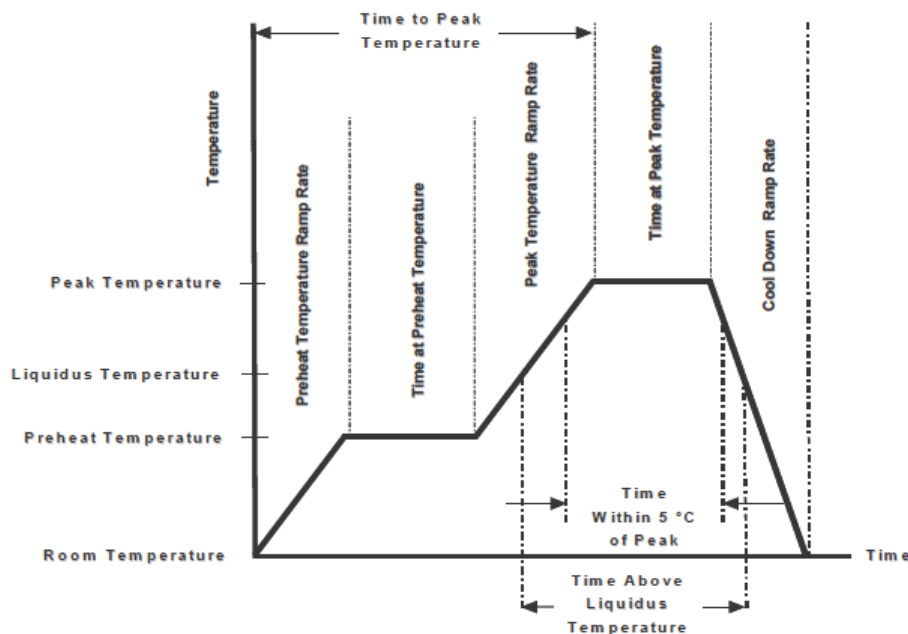 Time to Peak
Temperature
Temperature
Preheat Temperature Ramp Rate
Time at Preheat Temperature
Peak Temperature Ramp Rate
Time at Peak Temperature
Cool Down Ramp Rate
Peak Temperature
Liquidus Temperature
Preheat Temperature
Room Temperature
Time
Within 5 °C
of Peak
Time
Time Above
Liquidus
Temperature